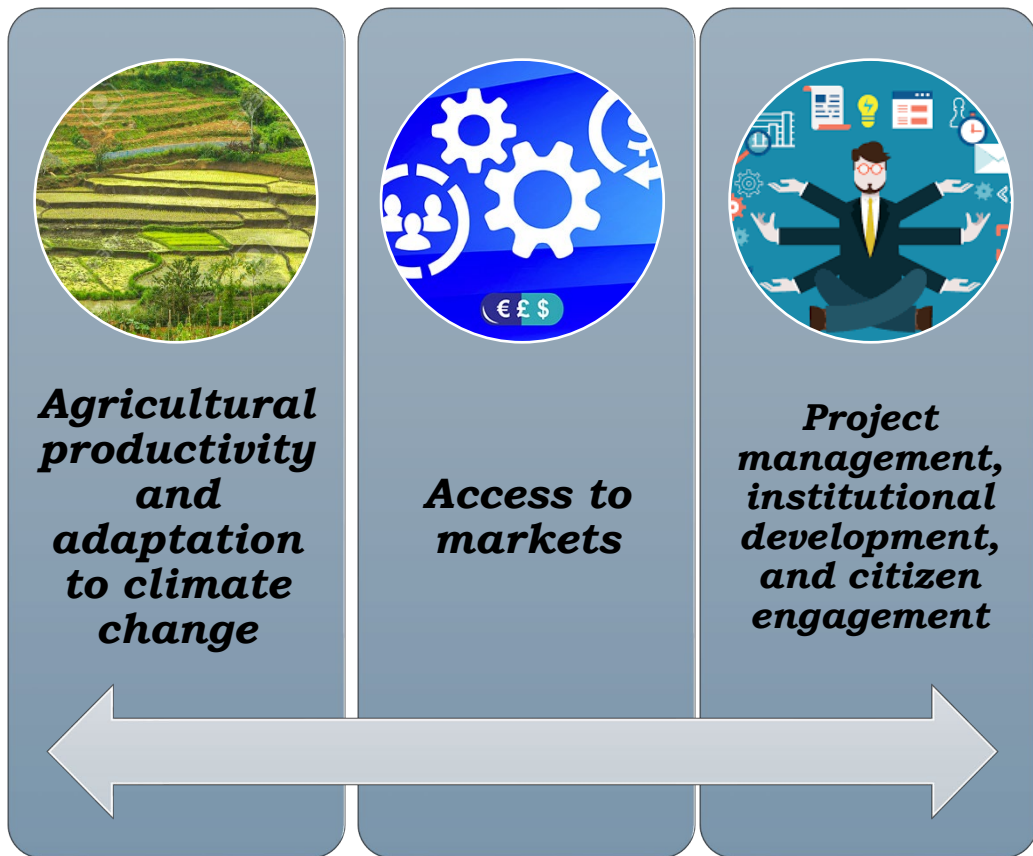 € £ $
$
Agricultural
productivity
and
adaptation
to climate
change
Access to
markets
Project
management,
institutional
development,
and citizen
engagement